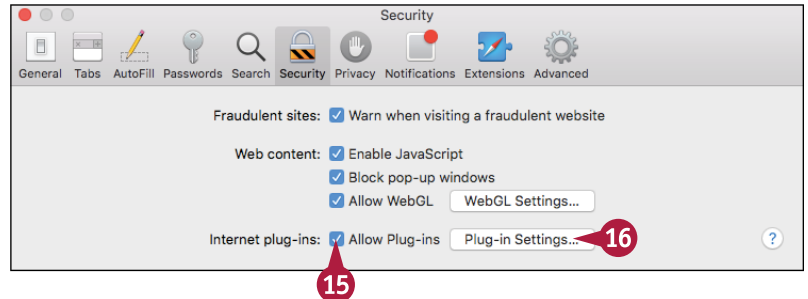 Security
General Tabs AutoFill Passwords Search Security Privacy Notifications Extensions Advanced
Fraudulent sites: Warn when visiting a fraudulent website
Web content: Enable JavaScript
Block pop-up windows
Allow WebGL WebGL Settings...
Internet plug-ins: Allow Plug-ins Plug-in Settings... 16 ?
15